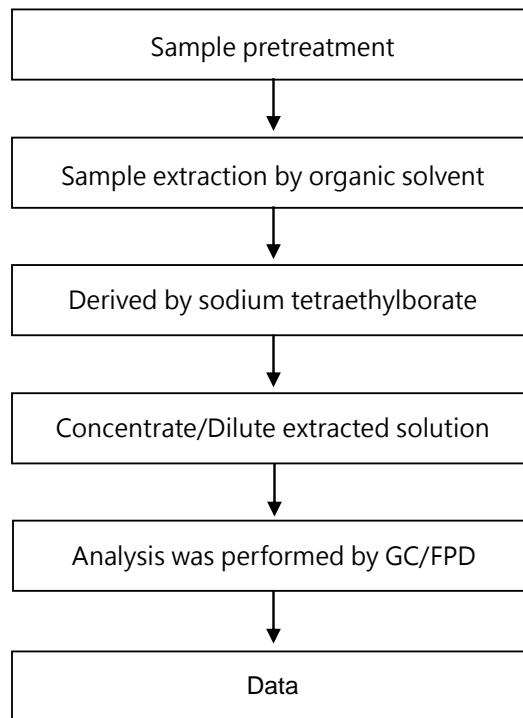 Sample pretreatment
Sample extraction by organic solvent
Derived by sodium tetraethylborate
Concentrate/Dilute extracted solution
Analysis was performed by GC/FPD
Data